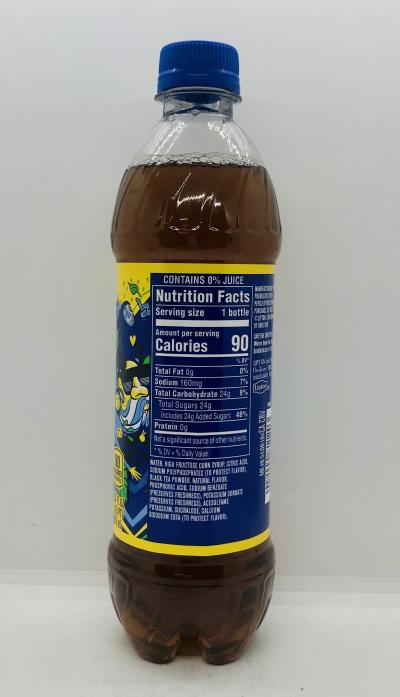 CONTAINS 0% JUICE
Nutrition Facts
Serving size 1 bottle
Amount per serving
Calories 90
% DV*
Total Fat 0g 0%
Sodium 160mg 7%
Total Carbohydrate 24g 9%
Total Sugars 24g
Includes 24g Added Sugars 48%
Protein 0g
Not a significant source of other nutrients.
* % DV = % Daily Value
WATER, HIGH FRUCTOSE CORN SYRUP, CITRIC ACID,
SODIUM POLYPHOSPHATES (TO PROTECT FLAVOR),
BLACK TEA POWDER, NATURAL FLAVOR,
PHOSPHORIC ACID, SODIUM BENZOATE
(PRESERVES FRESHNESS), POTASSIUM SORBATE
(PRESERVES FRESHNESS), ACESULFAME
POTASSIUM, SUCRALOSE, CALCIUM
DISODIUM EDTA (TO PROTECT FLAVOR).
Lipton